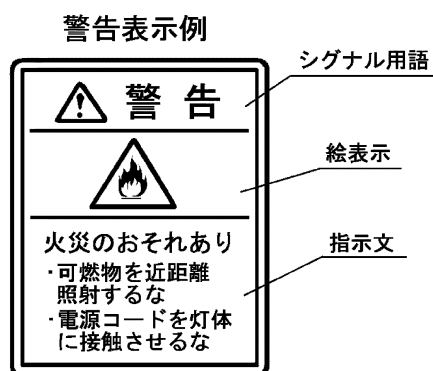 警告表示例
シグナル用語
警告
絵表示
火災のおそれあり
指示文
・可燃物を近距離
照射するな
・電源コードを灯体
に接触させるな